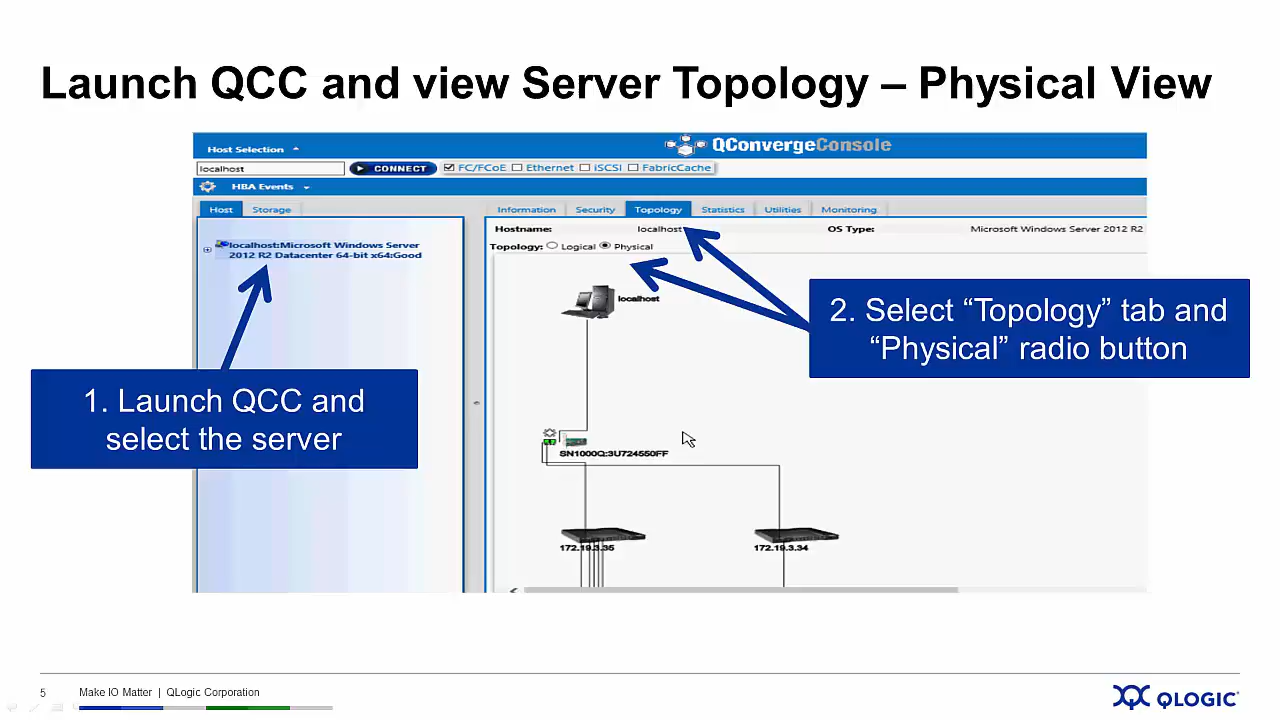 Launch QCC and view Server Topology – Physical View
Host Selection
QConvergeConsole
localhost
CONNECT
FC/FCoE
Ethernet
iSCSI
FabricCache
HBA Events
Host
Storage
Information
Security
Topology
Statistics
Utilities
Monitoring
Hostname:
localhost
OS Type:
Microsoft Windows Server 2012 R2
Topology:
Logical
Physical
localhost:Microsoft Windows Server
2012 R2 Datacenter 64-bit x64:Good
localhost
2. Select “Topology” tab and
“Physical” radio button
1. Launch QCC and
select the server
SN1000Q:3U724550FF
172.19.3.35
172.19.3.34
5
Make IO Matter | QLogic Corporation
QLOGIC